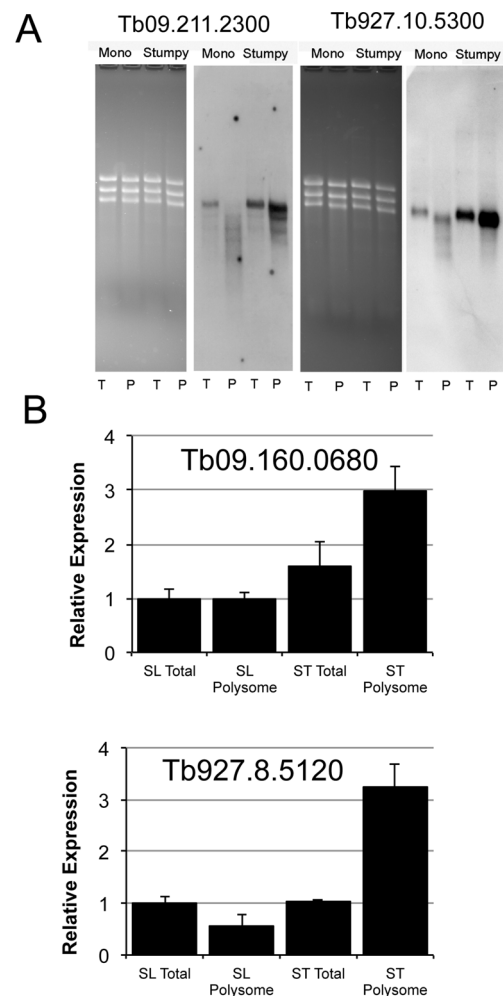 A
Tb09.211.2300 Tb927.10.5300
Mono Stumpy Mono Stumpy Mono Stumpy Mono Stumpy
T P T P T P T P T P T P T P T P
B
Tb09.160.0680
Relative Expression
4
3
2
1
0
SL Total SL Polysome ST Total ST Polysome
Tb927.8.5120
Relative Expression
4
3
2
1
0
SL Total SL Polysome ST Total ST Polysome